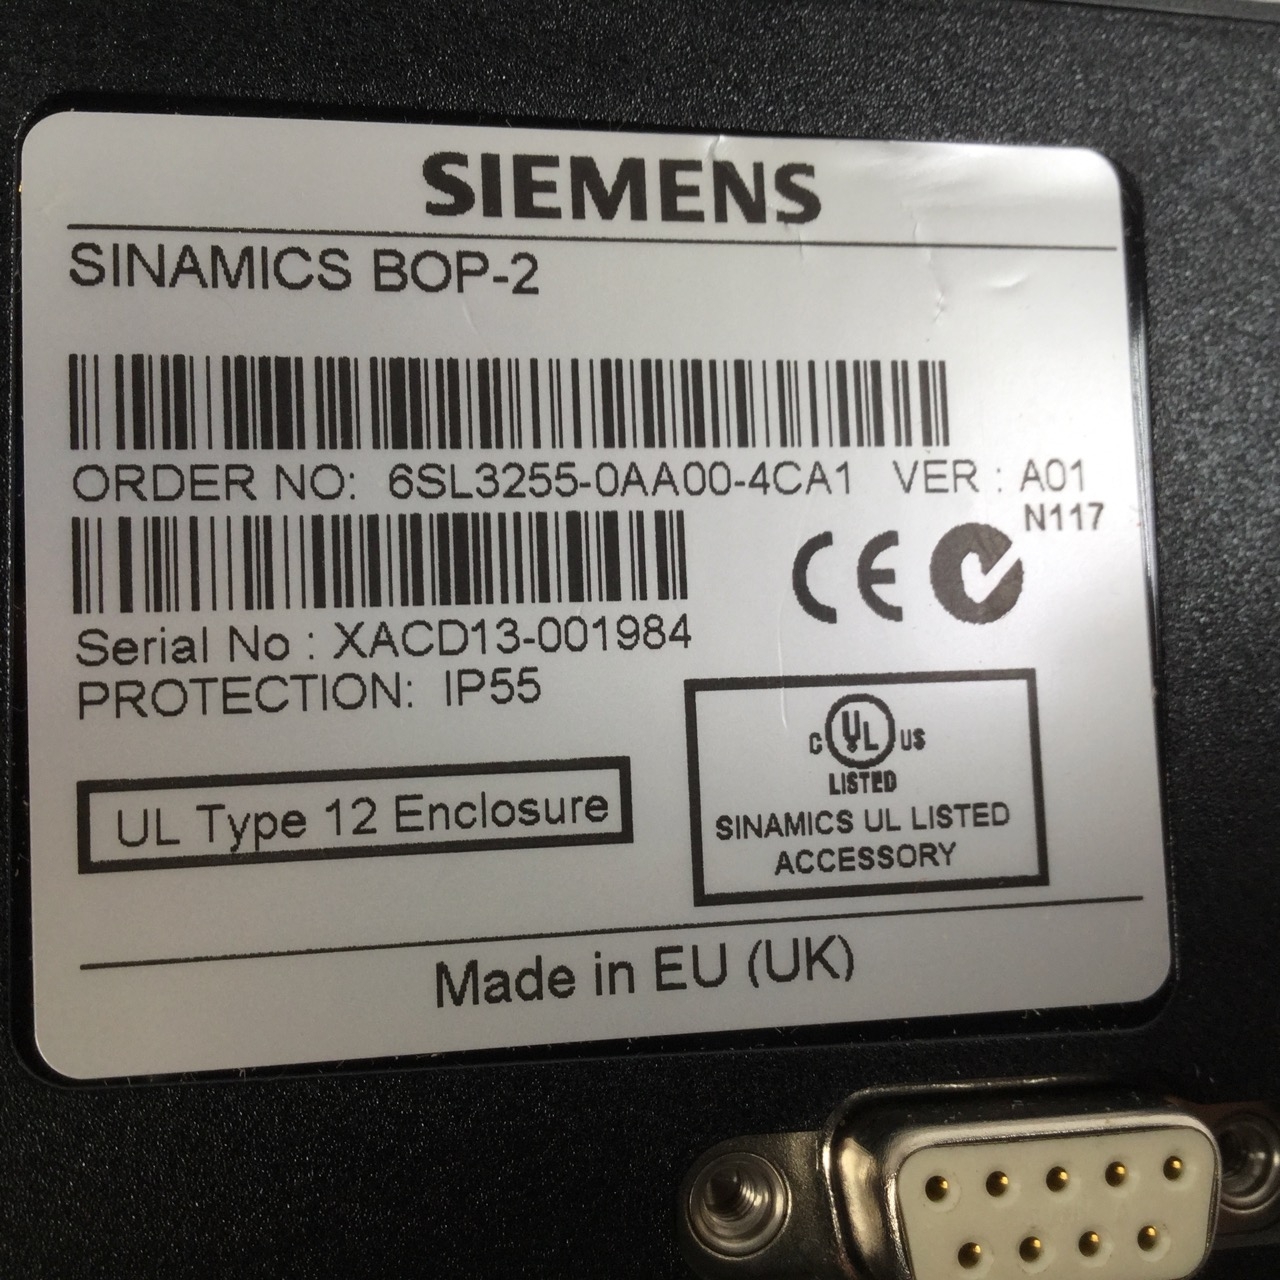 SIEMENS
SINAMICS BOP-2
ORDER NO: 6SL3255-0AA00-4CA1 VER : A01
N117
CE
Serial No : XACD13-001984
PROTECTION: IP55
C UL US
LISTED
UL Type 12 Enclosure
SINAMICS UL LISTED
ACCESSORY
Made in EU (UK)